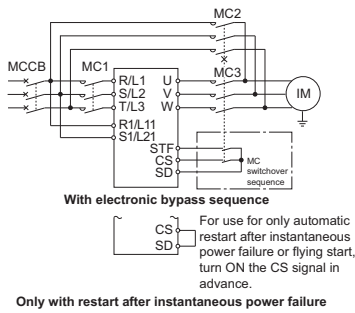 MC2
MCCB MC1 MC3
R/L1 U
S/L2 V
T/L3 W
IM
R1/L11
S1/L21
STF
CS
SD
MC
switchover
sequence
With electronic bypass sequence
CS
SD
For use for only automatic
restart after instantaneous
power failure or flying start,
turn ON the CS signal in
advance.
Only with restart after instantaneous power failure